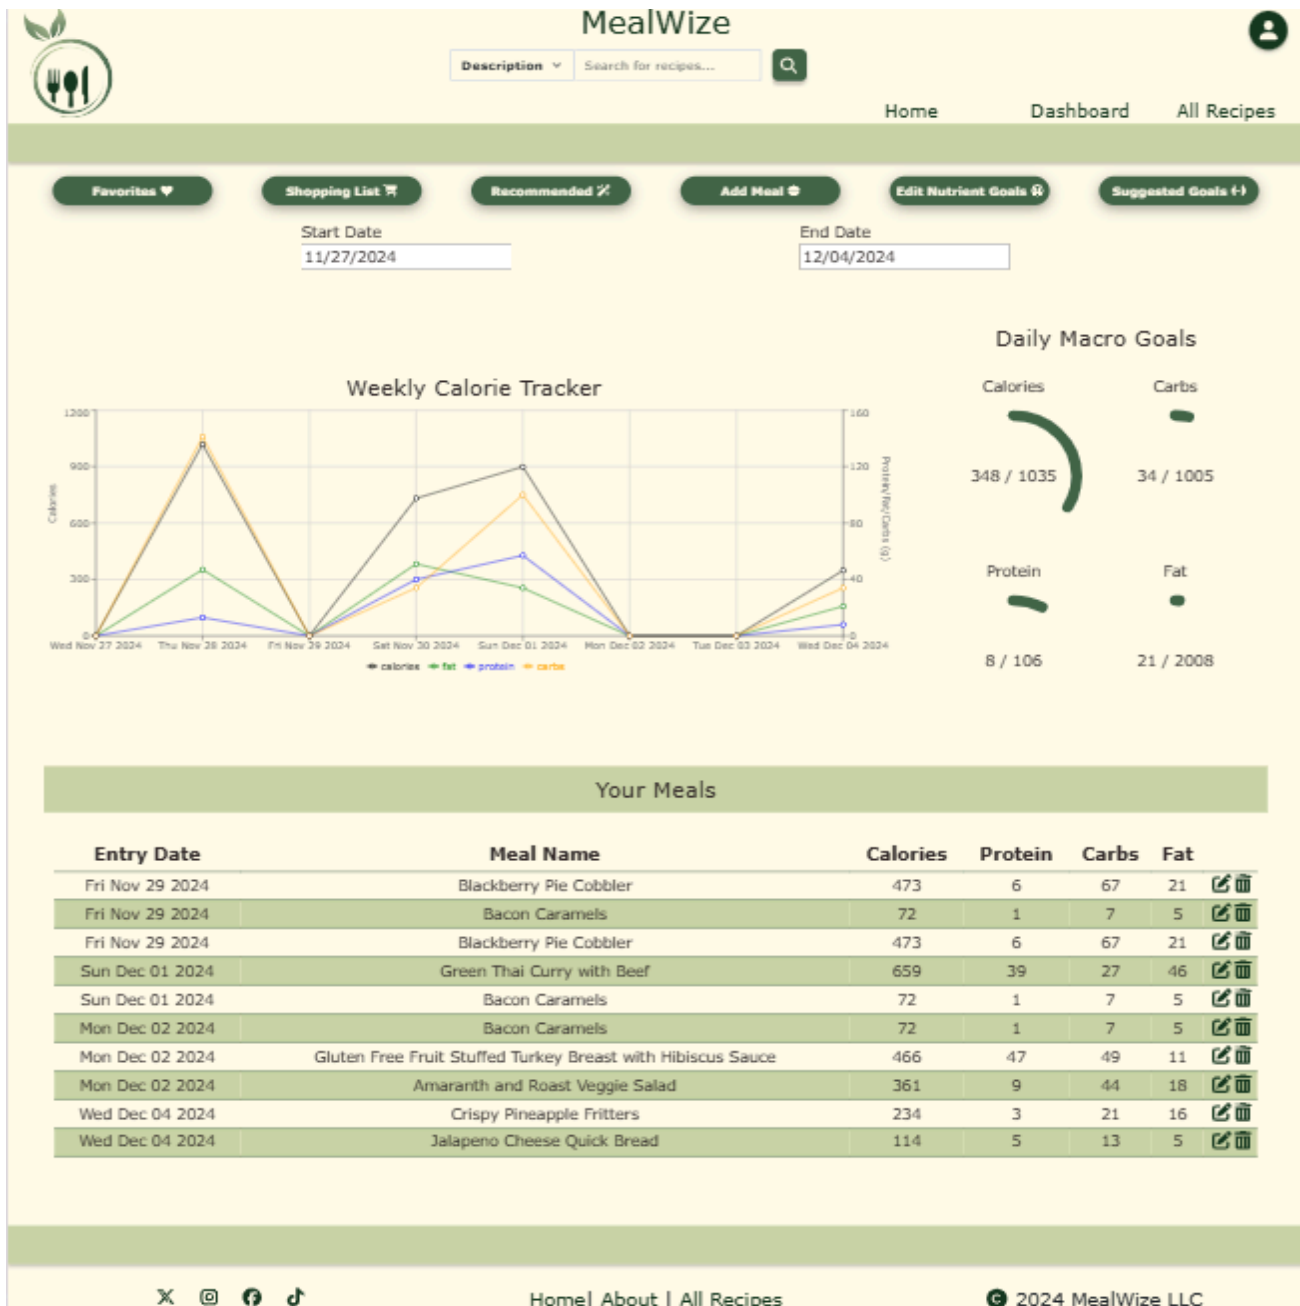 MealWize
Description Search for recipes...
Home Dashboard All Recipes
Favorites Shopping List Recommended Add Meal Edit Nutrient Goals Suggested Goals
Start Date End Date
11/27/2024 12/04/2024
Daily Macro Goals
Calories Carbs
348 / 1035 34 / 1005
Protein Fat
8 / 106 21 / 2008
Weekly Calorie Tracker
1200 160
900 120
600 80
300 40
0 0
Calories
Protein/Fat/Carbs (g)
Wed Nov 27 2024 Thu Nov 28 2024 Fri Nov 29 2024 Sat Nov 30 2024 Sun Dec 01 2024 Mon Dec 02 2024 Tue Dec 03 2024 Wed Dec 04 2024
calories fat protein carbs
Your Meals
Entry Date Meal Name Calories Protein Carbs Fat
Fri Nov 29 2024 Blackberry Pie Cobbler 473 6 67 21
Fri Nov 29 2024 Bacon Caramels 72 1 7 5
Fri Nov 29 2024 Blackberry Pie Cobbler 473 6 67 21
Sun Dec 01 2024 Green Thai Curry with Beef 659 39 27 46
Sun Dec 01 2024 Bacon Caramels 72 1 7 5
Mon Dec 02 2024 Bacon Caramels 72 1 7 5
Mon Dec 02 2024 Gluten Free Fruit Stuffed Turkey Breast with Hibiscus Sauce 466 47 49 11
Mon Dec 02 2024 Amaranth and Roast Veggie Salad 361 9 44 18
Wed Dec 04 2024 Crispy Pineapple Fritters 234 3 21 16
Wed Dec 04 2024 Jalapeno Cheese Quick Bread 114 5 13 5
Home| About | All Recipes
© 2024 MealWize LLC